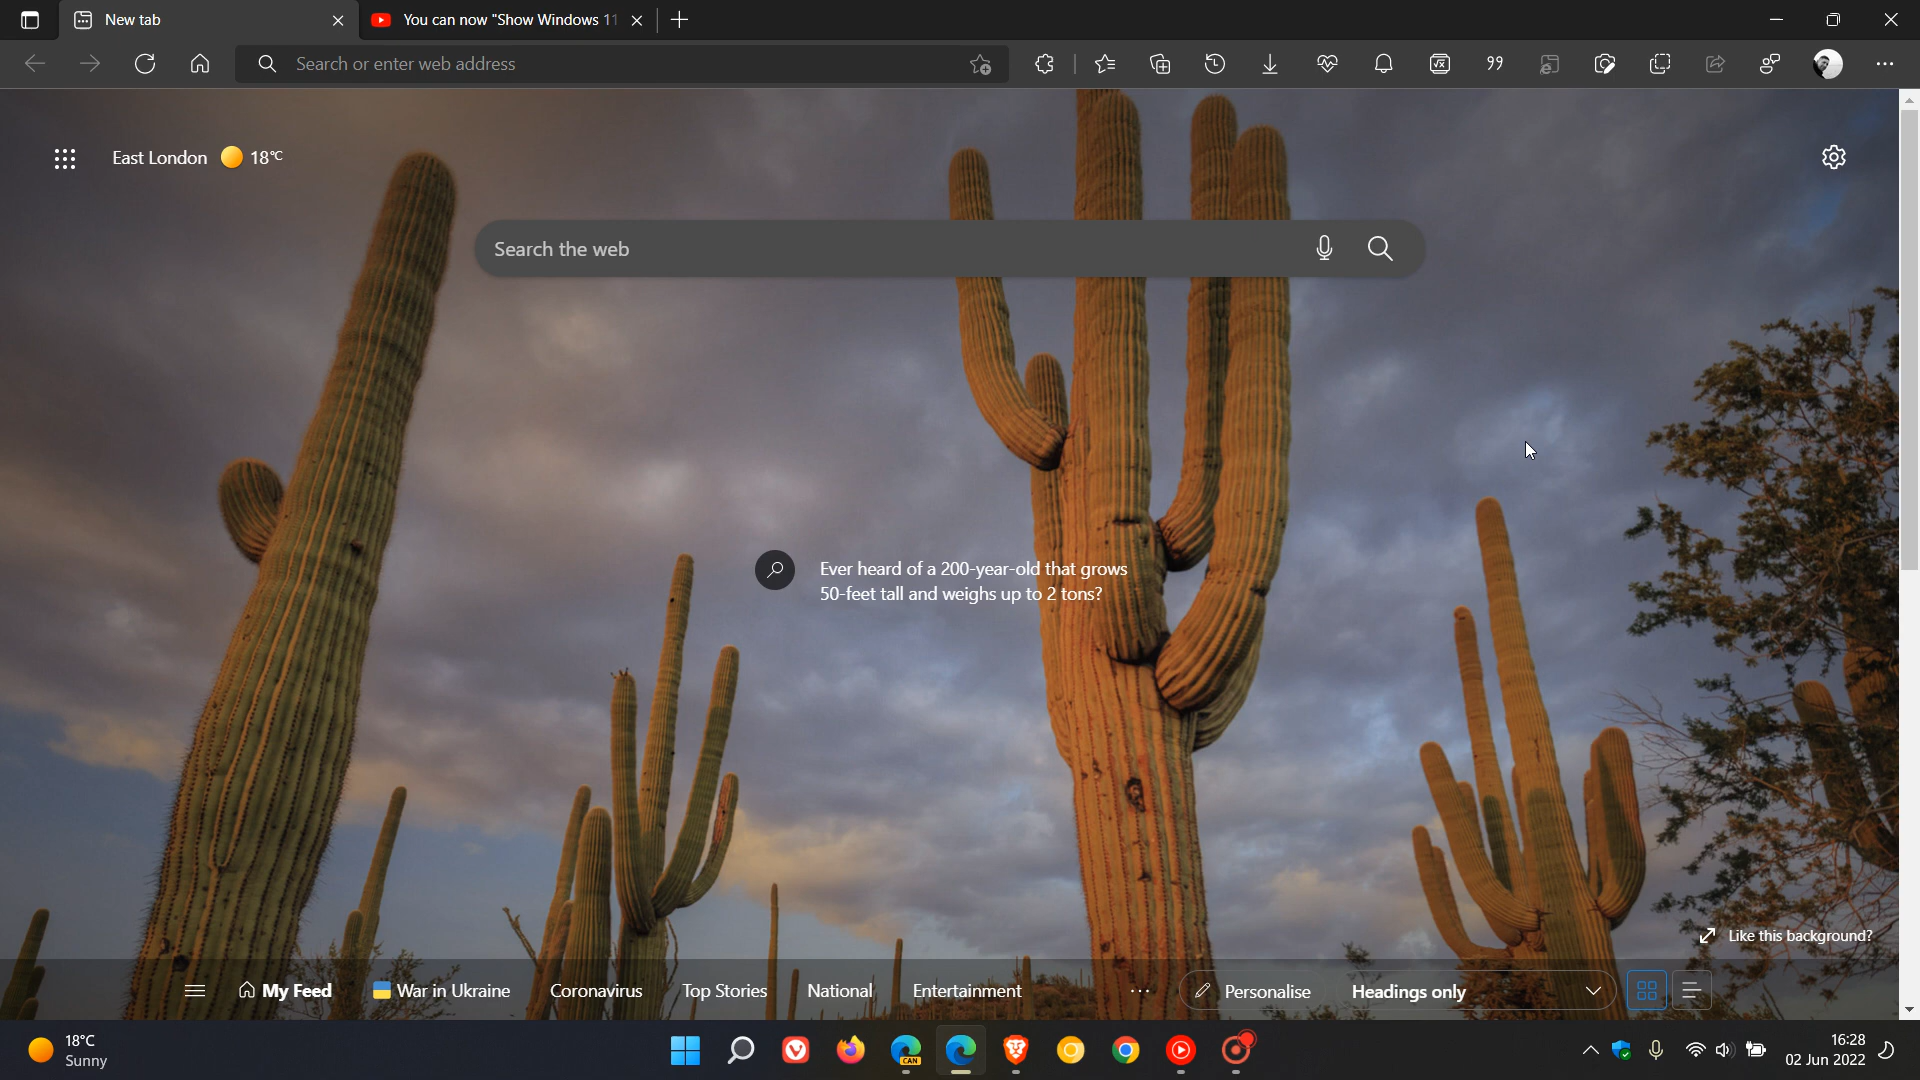 New tab
You can now "Show Windows 11
Search or enter web address
East London 18°C
Search the web
Ever heard of a 200-year-old that grows
50-feet tall and weighs up to 2 tons?
Like this background?
My Feed
War in Ukraine
Coronavirus
Top Stories
National
Entertainment
Personalise
Headings only
18°C
Sunny
CAN
16:28
02 Jun 2022